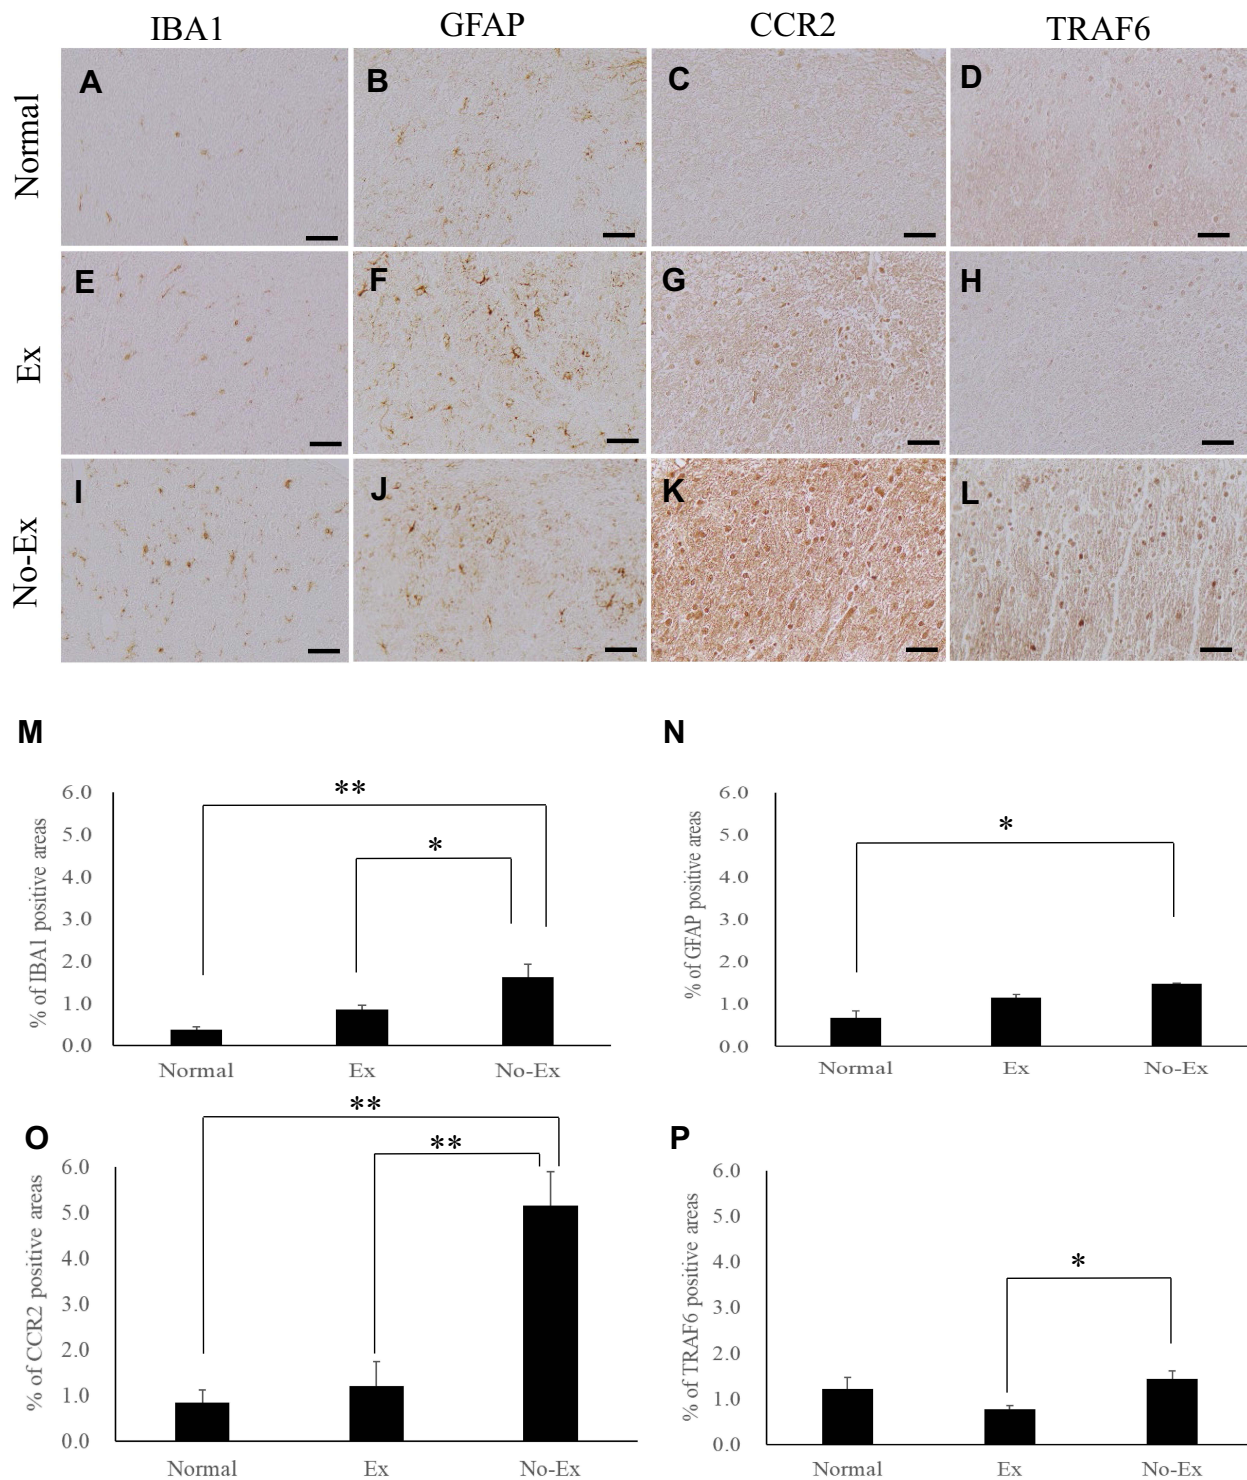 IBA1 GFAP CCR2 TRAF6
Normal
A B C D
Ex
E F G H
No-Ex
I J K L
M
% of IBA1 positive areas
6.0
5.0
4.0
3.0
2.0
1.0
0.0
**
*
Normal Ex No-Ex
N
% of GFAP positive areas
6.0
5.0
4.0
3.0
2.0
1.0
0.0
*
Normal Ex No-Ex
O
% of CCR2 positive areas
6.0
5.0
4.0
3.0
2.0
1.0
0.0
**
**
Normal Ex No-Ex
P
% of TRAF6 positive areas
6.0
5.0
4.0
3.0
2.0
1.0
0.0
*
Normal Ex No-Ex